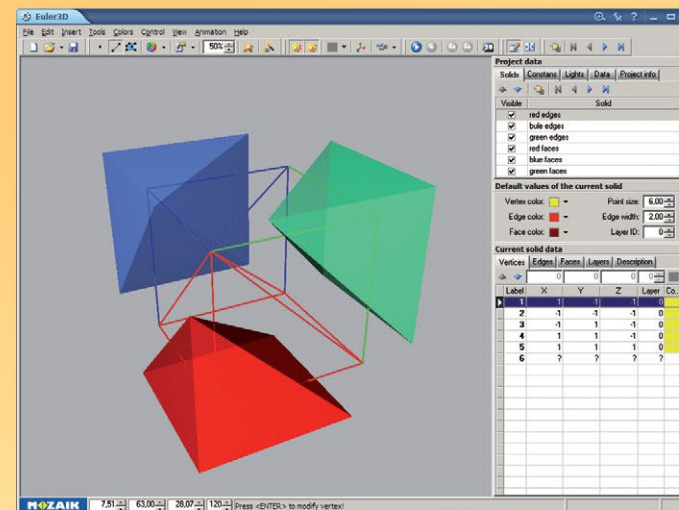 Euler3D
File Edit Insert Tools Colors Control View Animation Help
50%
Project data
Solids Constans Lights Data Project info
Visible Solid
red edges
bule edges
green edges
red faces
blue faces
green faces
Default values of the current solid
Vertex color: Point size: 6,00
Edge color: Edge width: 2,00
Face color: Layer ID: 0
Current solid data
Vertices Edges Faces Layers Description
0 0 0 0
Label X Y Z Layer Co..
1 1 -1 -1 0
2 -1 -1 -1 0
3 -1 1 -1 0
4 1 1 -1 0
5 1 1 1 0
6 ? ? ? ?
MOZAIK 7,51 63,00 28,07 120 Press <ENTER> to modify vertex!